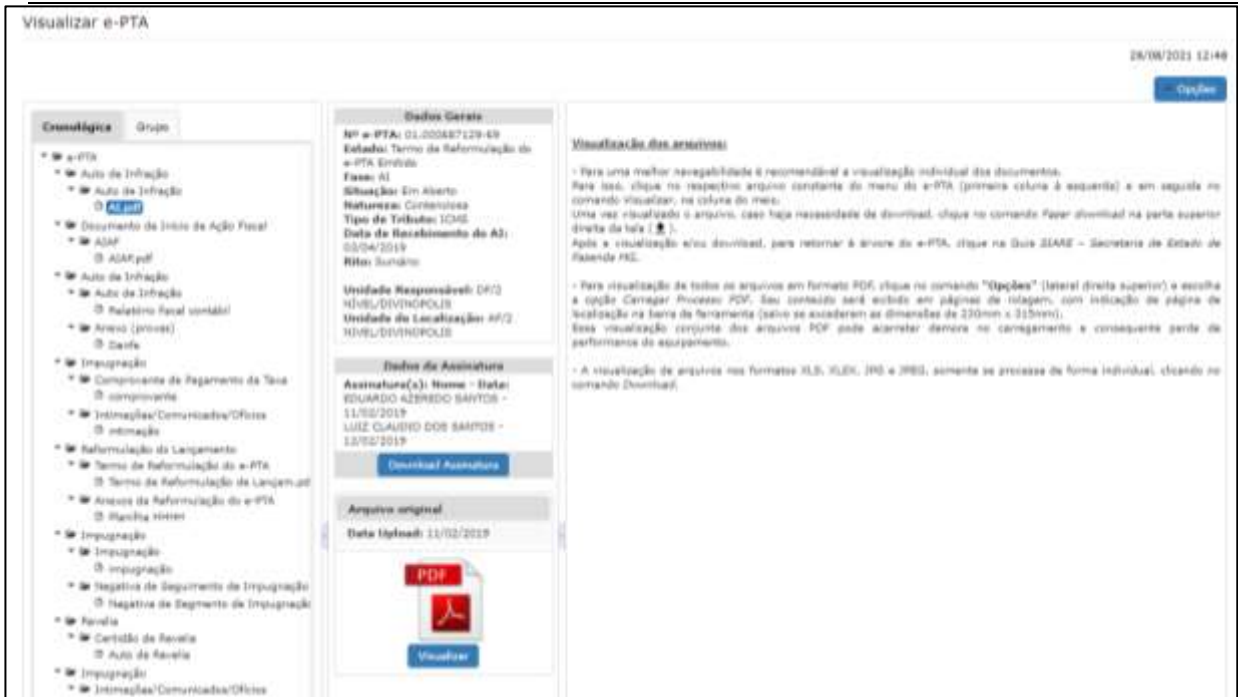 Visualizar e-PTA
12:48
Opções
Cronológica Grupo
e-PTA
Auto de Infração
Auto de Infração
AI.pdf
Documento de Início de Ação Fiscal
AIAF
AIAF.pdf
Auto de Infração
Auto de Infração
Relatório fiscal contábil
Anexo (provas)
Danfe
Impugnação
Comprovante de Pagamento da Taxa
comprovante
Intimações/Comunicados/Ofícios
intimação
Reformulação do Lançamento
Termo de Reformulação do e-PTA
Termo de Reformulação de Lançam.pdf
Anexos da Reformulação do e-PTA
Planilha
Impugnação
Impugnação
impugnação
Negativa de Seguimento de Impugnação
Negativa de Segmento de Impugnação
Revelia
Certidão de Revelia
Auto de Revelia
Impugnação
Intimações/Comunicados/Ofícios
Dados Gerais
Nº e-PTA:
Estado: Termo de Reformulação do
e-PTA Emitido
Fase: AI
Situação: Em Aberto
Natureza: Contenciosa
Tipo de Tributo: ICMS
Data de Recebimento do AI:
03/04/2019
Rito: Sumário
Unidade Responsável: DF/2
NÍVEL/DIVINOPOLIS
Unidade de Localização: AF/2
NIVEL/DIVINOPOLIS
Dados da Assinatura
Assinatura(s): Nome - Data:
EDUARDO AZEREDO SANTOS -
11/02/2019
LUIZ CLAUDIO DOS SANTOS -
12/02/2019
Download Assinatura
Arquivo original
Data Upload: 11/02/2019
PDF
Visualizar
Visualização dos arquivos:
- Para uma melhor navegabilidade é recomendável a visualização individual dos documentos.
Para isso, clique no respectivo arquivo constante do menu do e-PTA (primeira coluna à esquerda) e em seguida no
comando Visualizar, na coluna do meio.
Uma vez visualizado o arquivo, caso haja necessidade de download, clique no comando Fazer download na parte superior
direita da tela ( ).
Após a visualização e/ou download, para retornar à árvore do e-PTA, clique na Guia SIARE – Secretaria de Estado de
Fazenda MG.
- Para visualização de todos os arquivos em formato PDF, clique no comando "Opções" (lateral direita superior) e escolha
a opção Carregar Processo PDF. Seu conteúdo será exibido em páginas de rolagem, com indicação de página de
localização na barra de ferramenta (salvo se excederem as dimensões de 230mm x 315mm).
Essa visualização conjunta dos arquivos PDF pode acarretar demora no carregamento e consequente perda de
performance do equipamento.
- A visualização de arquivos nos formatos XLS, XLSX, JPG e JPEG, somente se processa de forma individual, clicando no
comando Download.